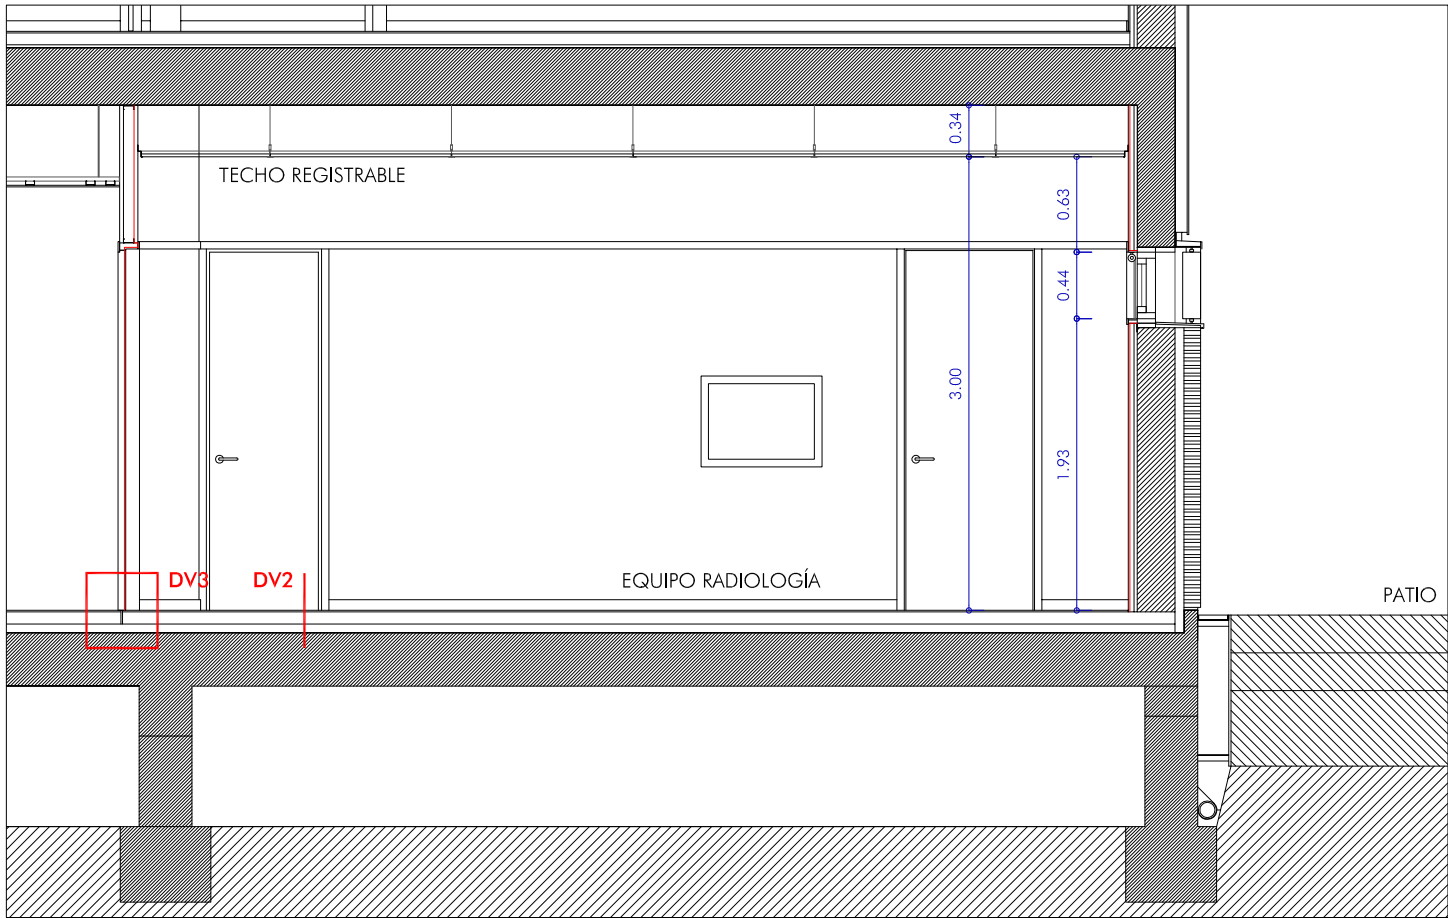 0.34
TECHO REGISTRABLE
0.63
0.44
3.00
1.93
DV3
DV2
EQUIPO RADIOLOGÍA
PATIO